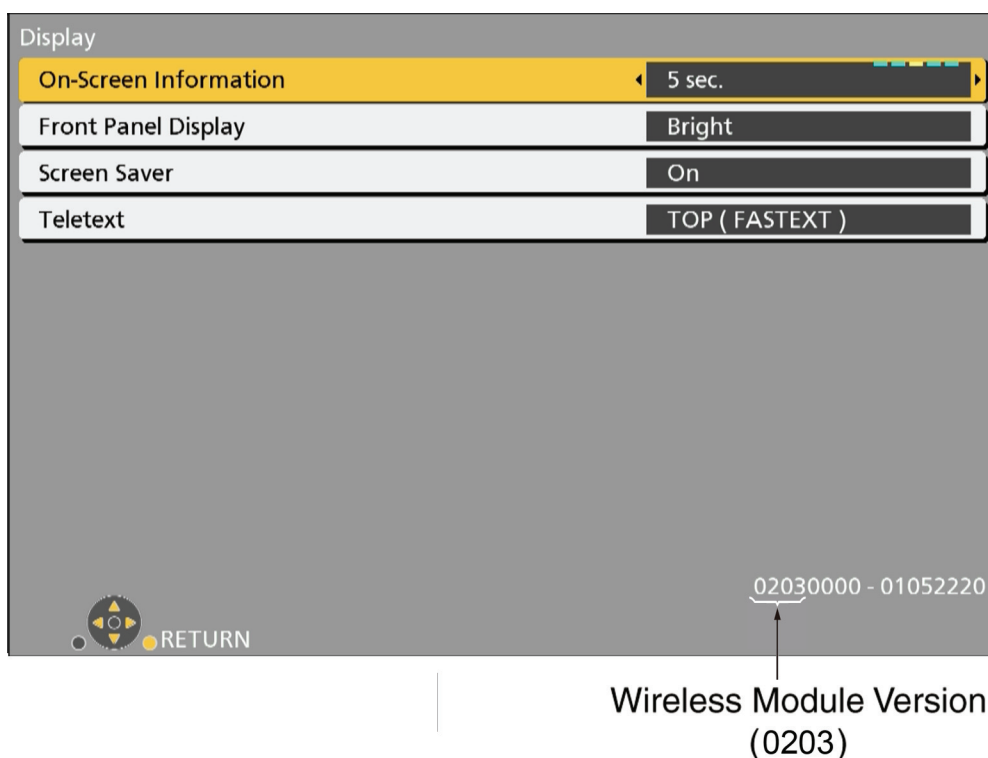 Display
On-Screen Information 5 sec.
Front Panel Display Bright
Screen Saver On
Teletext TOP ( FASTEXT )
02030000 - 01052220
RETURN
Wireless Module Version
(0203)